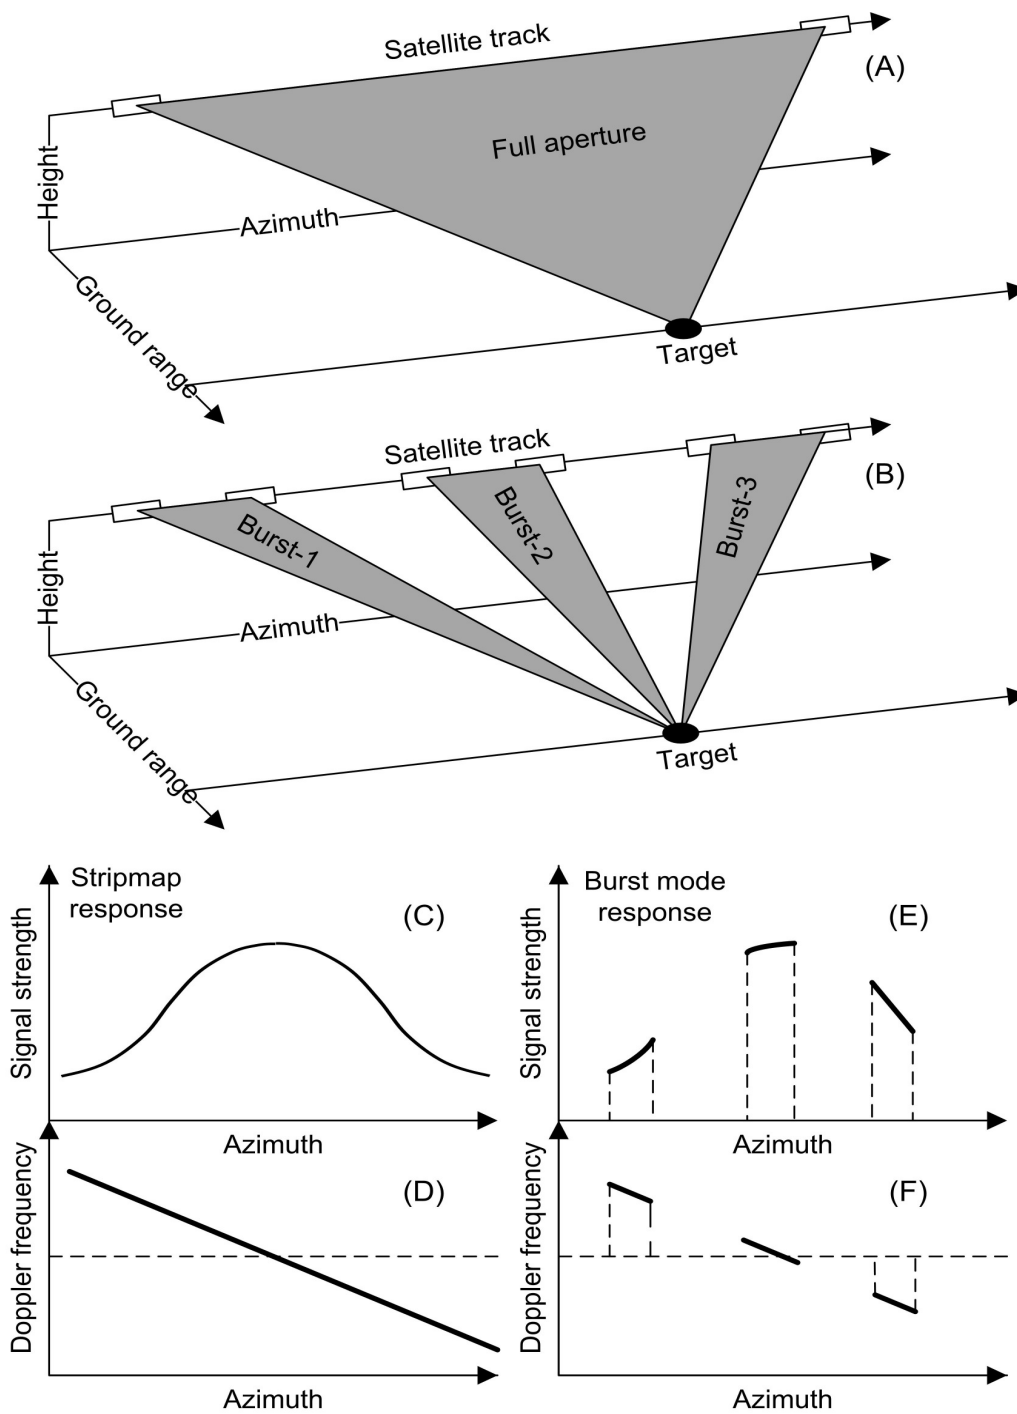 Satellite track
(A)
Full aperture
Height
Azimuth
Ground range
Target
Satellite track
(B)
Burst-1
Burst-2
Burst-3
Height
Azimuth
Ground range
Target
Stripmap
response
(C)
Signal strength
Azimuth
Burst mode
response
(E)
Signal strength
Azimuth
(D)
Doppler frequency
Azimuth
(F)
Doppler frequency
Azimuth